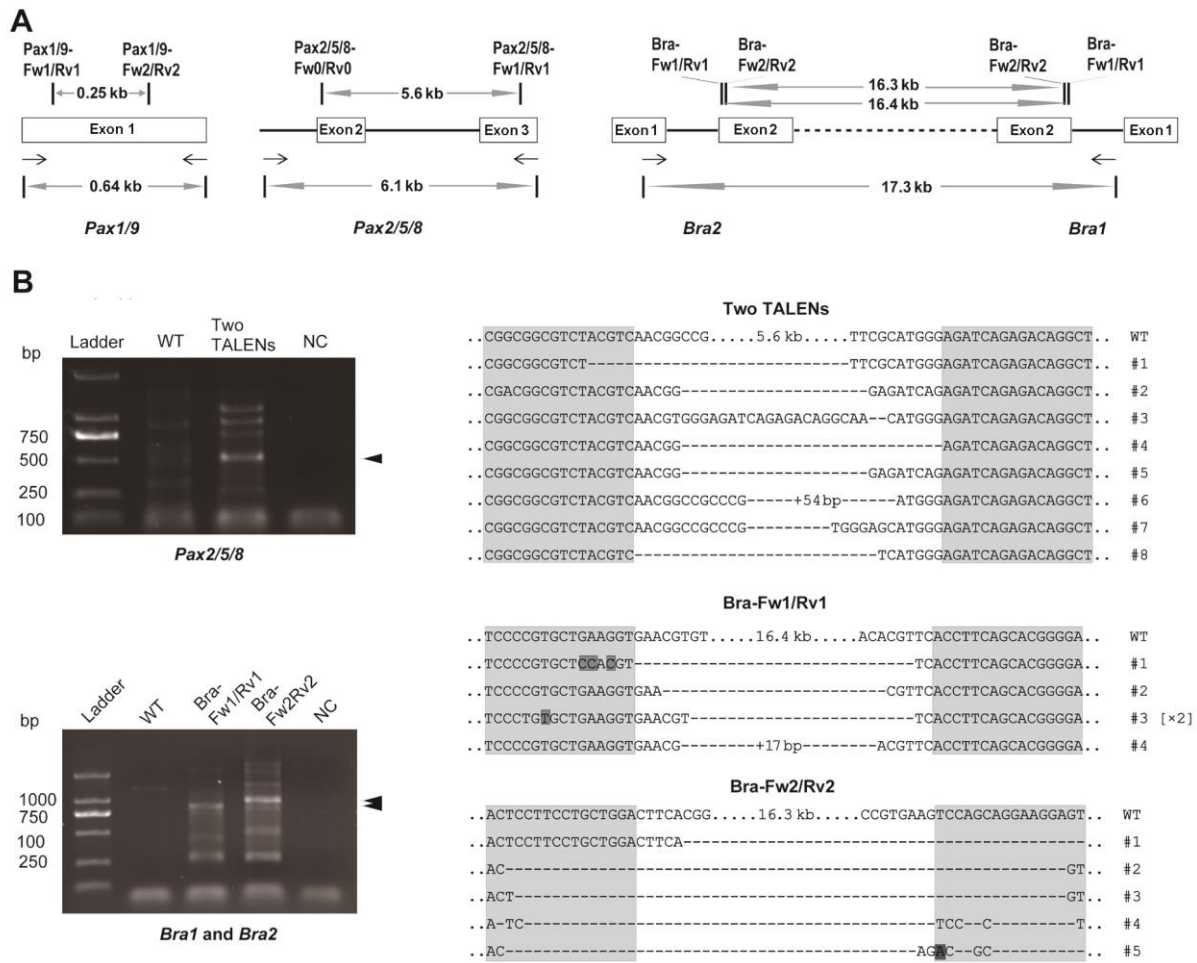 A
Pax1/9-
Fw1/Rv1
Pax1/9-
Fw2/Rv2
0.25 kb
Exon 1
0.64 kb
Pax1/9
Pax2/5/8-
Fw0/Rv0
Pax2/5/8-
Fw1/Rv1
5.6 kb
Exon 2
Exon 3
6.1 kb
Pax2/5/8
Bra-
Fw1/Rv1
Bra-
Fw2/Rv2
Bra-
Fw2/Rv2
Bra-
Fw1/Rv1
16.3 kb
16.4 kb
Exon 1
Exon 2
Exon 2
Exon 1
17.3 kb
Bra2
Bra1
B
bp
Ladder
WT
Two
TALENs
NC
750
500
250
100
Pax2/5/8
Two TALENs
..CGGCGGCGTCTACGTCAACGGCCG.....5.6 kb.....TTCGCATGGGAGATCAGAGACAGGCT.. WT
..CGGCGGCGTCT--------------------------TTCGCATGGGAGATCAGAGACAGGCT.. #1
..CGACGGCGTCTACGTCAACGG-------------------GAGATCAGAGATCAGAGACAGGCT.. #2
..CGGCGGCGTCTACGTCAACGTGGGAGATCAGAGACAGGCAA--CATGGGAGATCAGAGACAGGCT.. #3
..CGGCGGCGTCTACGTCAACGG---------------------------AGATCAGAGACAGGCT.. #4
..CGGCGGCGTCTACGTCAACGG-------------------GAGATCAGAGATCAGAGACAGGCT.. #5
..CGGCGGCGTCTACGTCAACGGCCGCCCG-----+54bp------ATGGGAGATCAGAGACAGGCT.. #6
..CGGCGGCGTCTACGTCAACGGCCGCCCG---------TGGGAGCATGGGAGATCAGAGACAGGCT.. #7
..CGGCGGCGTCTACGTC-------------------------TCATGGGAGATCAGAGACAGGCT.. #8
bp
Ladder
WT
Bra-
Fw1/Rv1
Bra-
Fw2Rv2
NC
1000
750
100
250
Bra1 and Bra2
Bra-Fw1/Rv1
..TCCCCGTGCTGAAGGTGAACGTGT.....16.4 kb.....ACACGTTCACCTTCAGCACGGGGA.. WT
..TCCCCGTGCTCCACGT-----------------------------TCACCTTCAGCACGGGGA.. #1
..TCCCCGTGCTGAAGGTGAA-----------------------CGTTCACCTTCAGCACGGGGA.. #2
..TCCCTGTGCTGAAGGTGAACGT-----------------------TCACCTTCAGCACGGGGA.. #3 [×2]
..TCCCCGTGCTGAAGGTGAACG--------+17bp--------ACGTTCACCTTCAGCACGGGGA.. #4
Bra-Fw2/Rv2
..ACTCCTTCCTGCTGGACTTCACGG.....16.3 kb.....CCGTGAAGTCCAGCAGGAAGGAGT.. WT
..ACTCCTTCCTGCTGGACTTCA-----------------------------------------.. #1
..AC----------------------------------------------------------GT.. #2
..ACT---------------------------------------------------------GT.. #3
..A-TC------------------------------------------TCC--C---------T.. #4
..AC------------------------------------------AGAC--GC----------.. #5